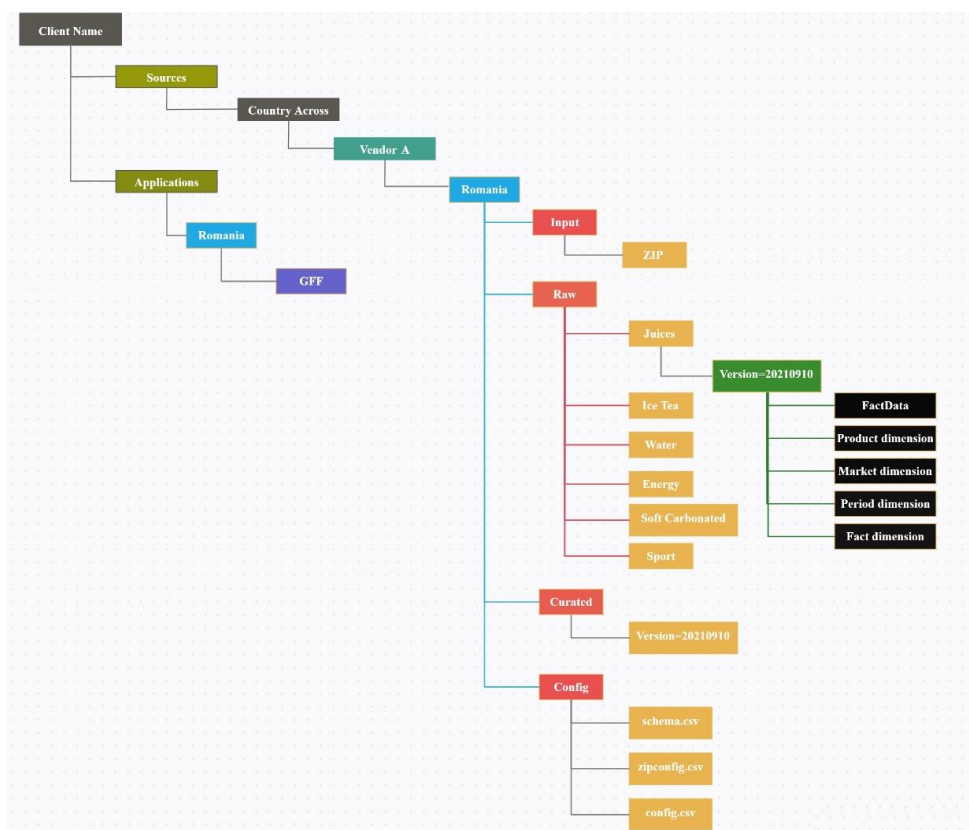 Client Name
Sources
Country Across
Vendor A
Applications
Romania
Romania
Input
GFF
ZIP
Raw
Juices
Version=20210910
Ice Tea
FactData
Product dimension
Water
Market dimension
Energy
Period dimension
Soft Carbonated
Fact dimension
Sport
Curated
Version=20210910
Config
schema.csv
zipconfig.csv
config.csv